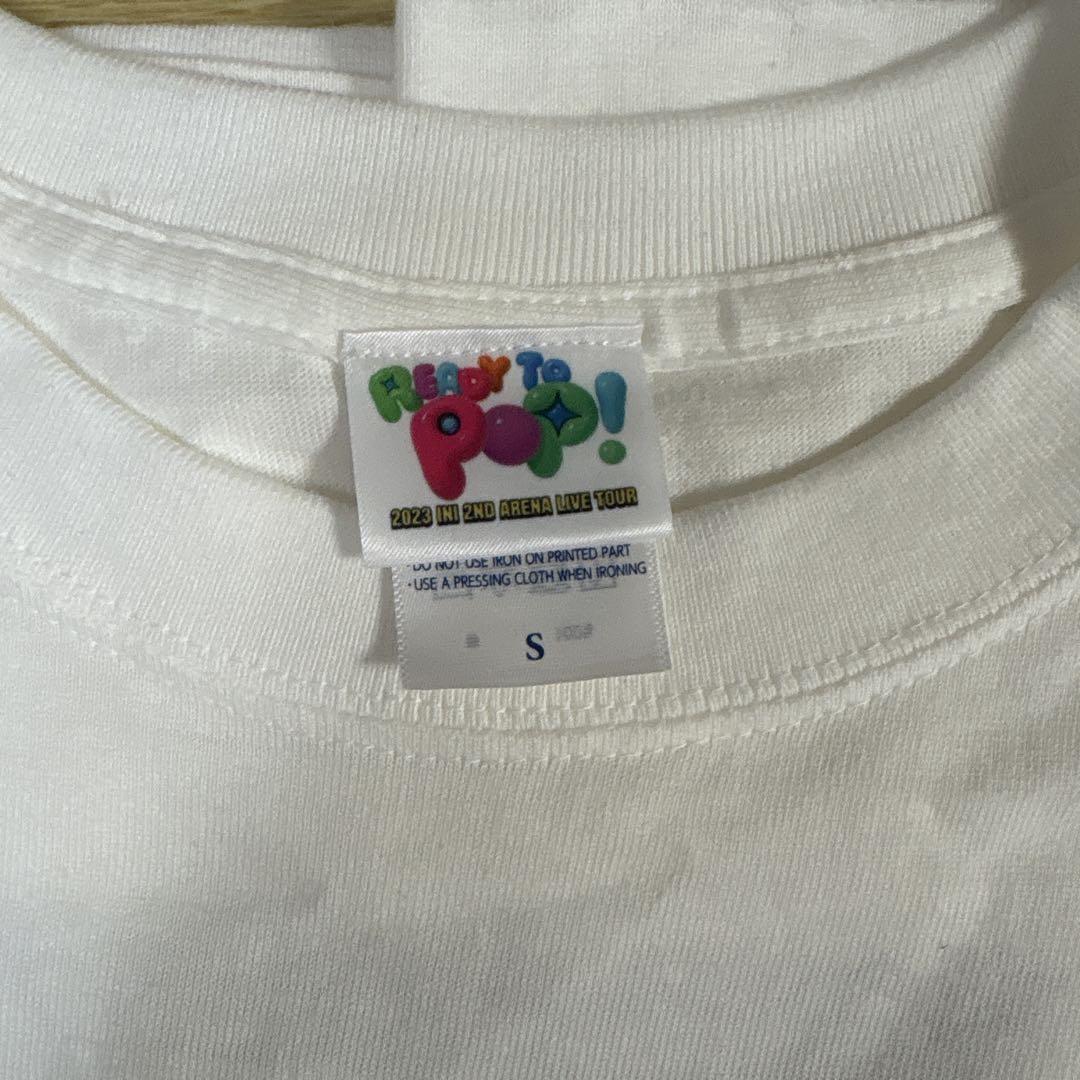 READY TO
POP!
2023 INI 2ND ARENA LIVE TOUR
・DO NOT USE IRON ON PRINTED PART
・USE A PRESSING CLOTH WHEN IRONING
S